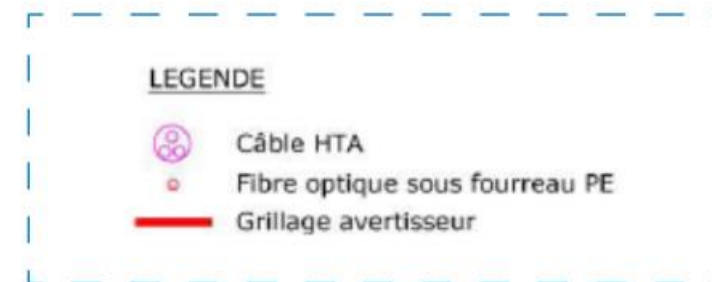 LEGENDE
Câble HTA
Fibre optique sous fourreau PE
Grillage avertisseur